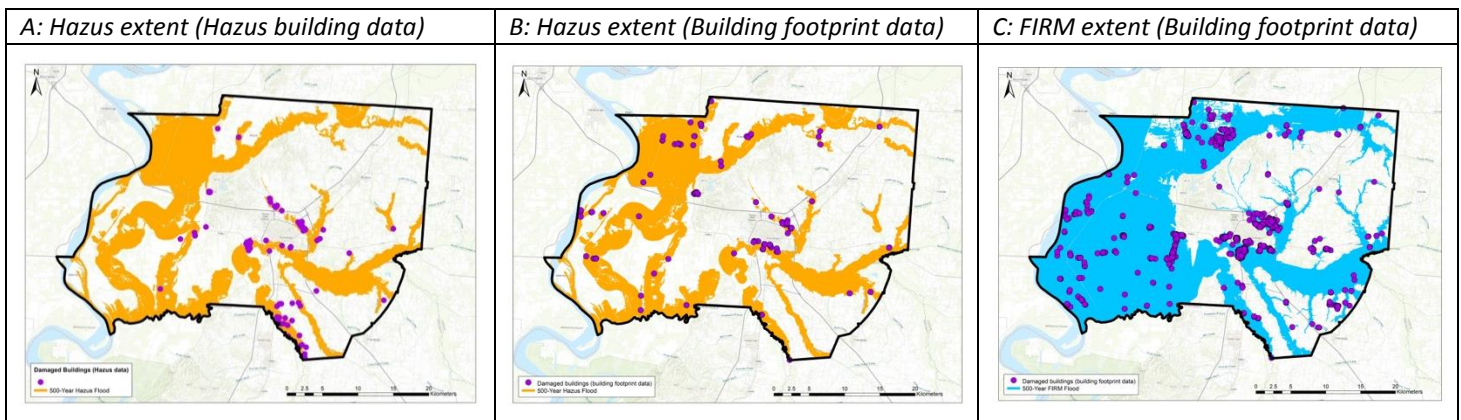 A: Hazus extent (Hazus building data)
B: Hazus extent (Building footprint data)
C: FIRM extent (Building footprint data)
N
Damaged Buildings (Hazus data)
500-Year Hazus Flood
0 2.5 5 10 15 20
Kilometers
N
Damaged buildings (building footprint data)
500-Year Hazus Flood
0 2.5 5 10 15 20
Kilometers
N
Damaged buildings (building footprint data)
500-Year FIRM Flood
0 2.5 5 10 15 20
Kilometers